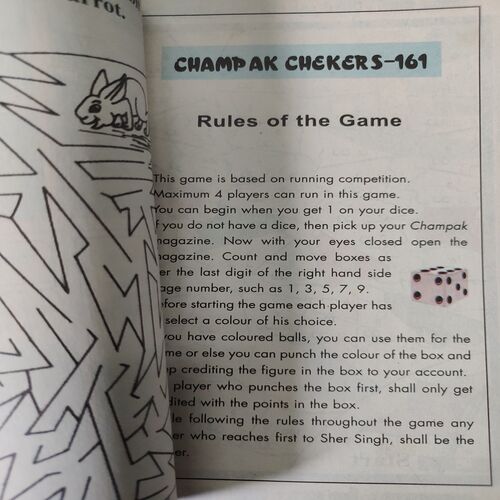 rrot.
CHAMPAK CHEKERS-161
Rules of the Game
This game is based on running competition.
Maximum 4 players can run in this game.
You can begin when you get 1 on your dice.
f you do not have a dice, then pick up your Champak
magazine. Now with your eyes closed open the
agazine. Count and move boxes as
er the last digit of the right hand side
age number, such as 1, 3, 5, 7, 9.
efore starting the game each player has
select a colour of his choice.
you have coloured balls, you can use them for the
me or else you can punch the colour of the box and
p crediting the figure in the box to your account.
player who punches the box first, shall only get
dited with the points in the box.
le following the rules throughout the game any
er who reaches first to Sher Singh, shall be the
er.